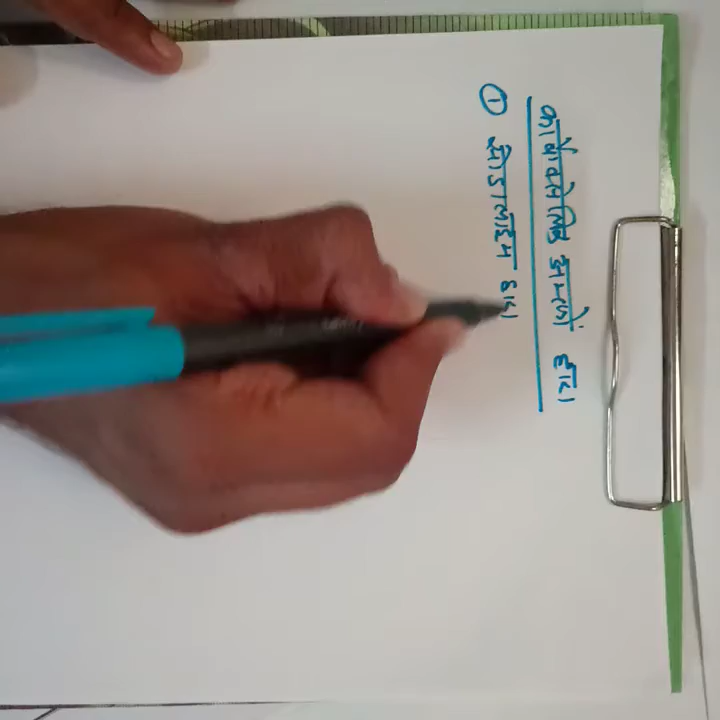 कार्बोक्सिलिक अम्लों द्वारा
① सोडालाइम द्वारा